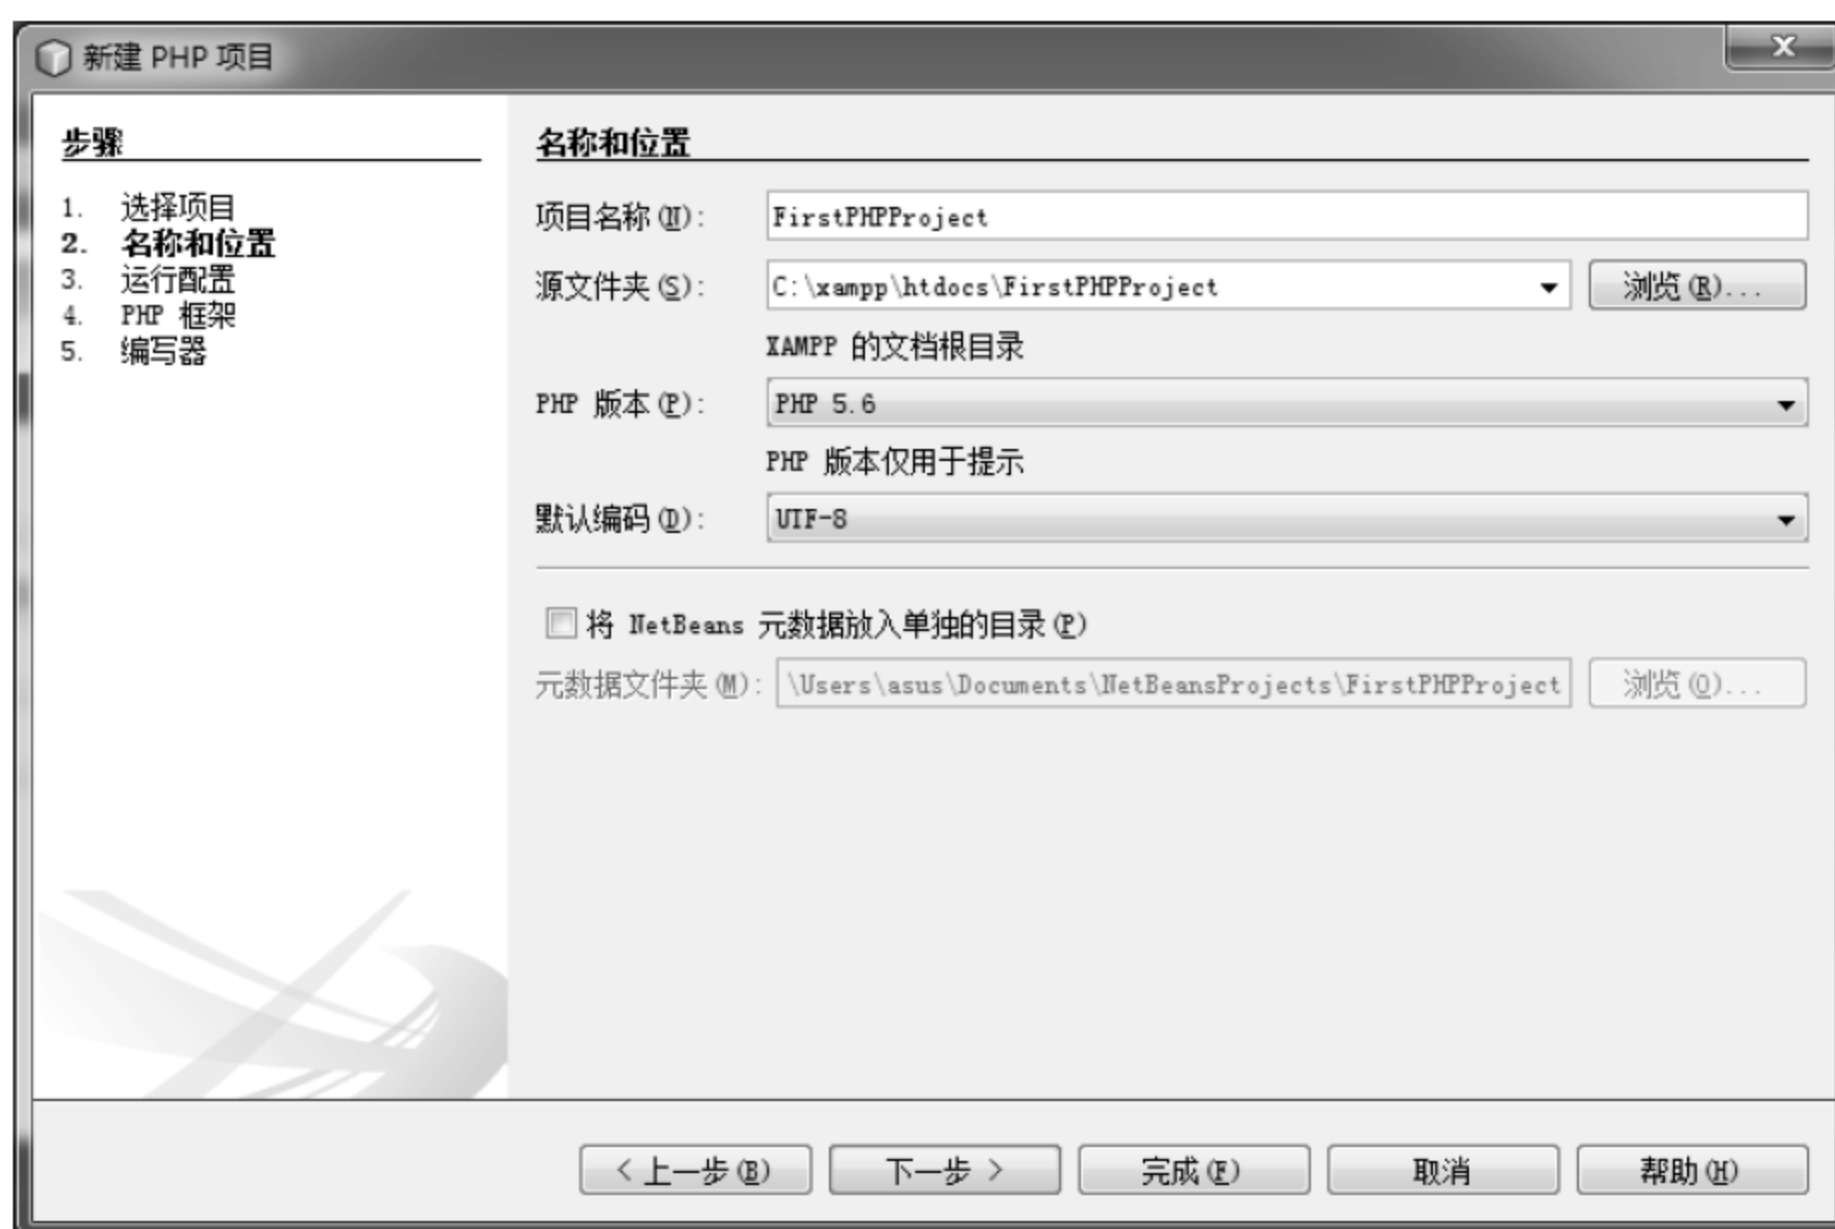 新建 PHP 项目
步骤
1. 选择项目
2. 名称和位置
3. 运行配置
4. PHP 框架
5. 编写器
名称和位置
项目名称(N): FirstPHPProject
源文件夹(S): C:\xampp\htdocs\FirstPHPProject 浏览(R)...
XAMPP 的文档根目录
PHP 版本(P): PHP 5.6
PHP 版本仅用于提示
默认编码(D): UTF-8
将 NetBeans 元数据放入单独的目录(P)
元数据文件夹(M): \Users\asus\Documents\NetBeansProjects\FirstPHPProject 浏览(O)...
< 上一步(B) 下一步 > 完成(F) 取消 帮助(H)